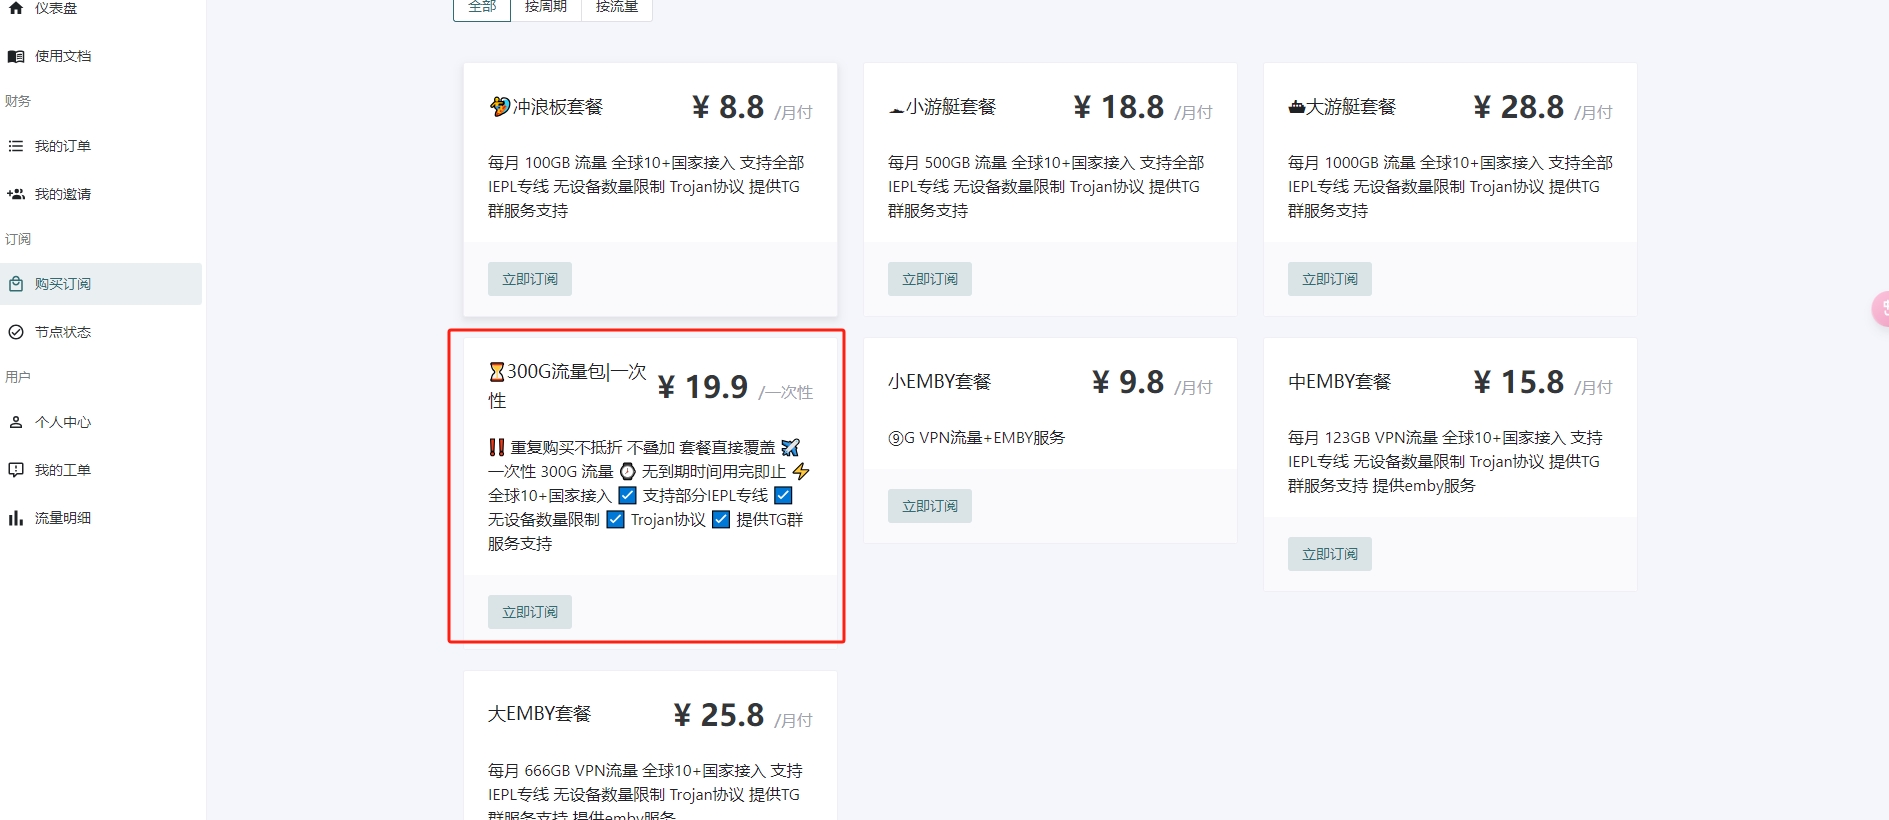 仪表盘
使用文档
财务
我的订单
我的邀请
订阅
购买订阅
节点状态
用户
个人中心
我的工单
流量明细
全部 按周期 按流量
🏄冲浪板套餐 ¥ 8.8 /月付
每月 100GB 流量 全球10+国家接入 支持全部
IEPL专线 无设备数量限制 Trojan协议 提供TG
群服务支持
立即订阅
小游艇套餐 ¥ 18.8 /月付
每月 500GB 流量 全球10+国家接入 支持全部
IEPL专线 无设备数量限制 Trojan协议 提供TG
群服务支持
立即订阅
大游艇套餐 ¥ 28.8 /月付
每月 1000GB 流量 全球10+国家接入 支持全部
IEPL专线 无设备数量限制 Trojan协议 提供TG
群服务支持
立即订阅
⏳300G流量包|一次
性 ¥ 19.9 /一次性
‼️ 重复购买不抵折 不叠加 套餐直接覆盖 ✈️
一次性 300G 流量 ⌚ 无到期时间用完即止 ⚡
全球10+国家接入 ☑️ 支持部分IEPL专线 ☑️
无设备数量限制 ☑️ Trojan协议 ☑️ 提供TG群
服务支持
立即订阅
小EMBY套餐 ¥ 9.8 /月付
⑨G VPN流量+EMBY服务
立即订阅
中EMBY套餐 ¥ 15.8 /月付
每月 123GB VPN流量 全球10+国家接入 支持
IEPL专线 无设备数量限制 Trojan协议 提供TG
群服务支持 提供emby服务
立即订阅
大EMBY套餐 ¥ 25.8 /月付
每月 666GB VPN流量 全球10+国家接入 支持
IEPL专线 无设备数量限制 Trojan协议 提供TG
群服务支持 提供emby服务